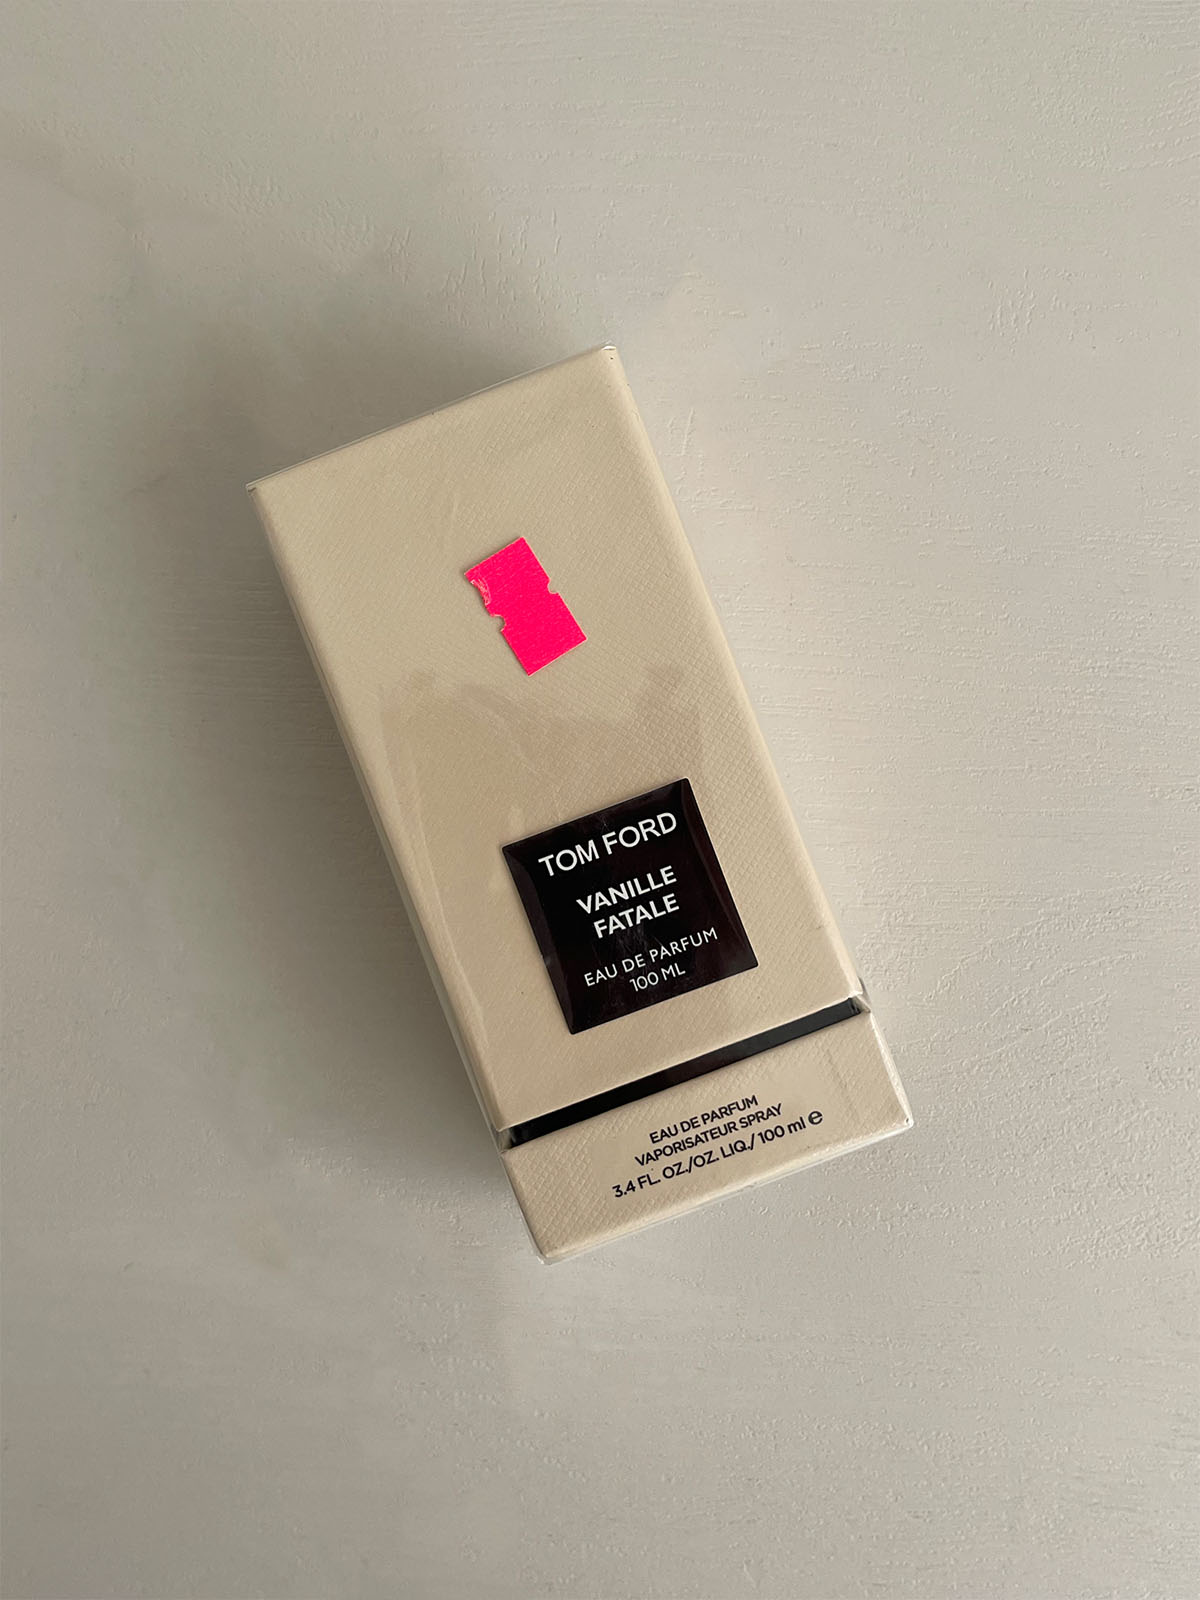 TOM FORD
VANILLE
FATALE
EAU DE PARFUM
100 ML
EAU DE PARFUM
VAPORISATEUR SPRAY
3.4 FL. OZ./OZ. LIQ./ 100 ml e